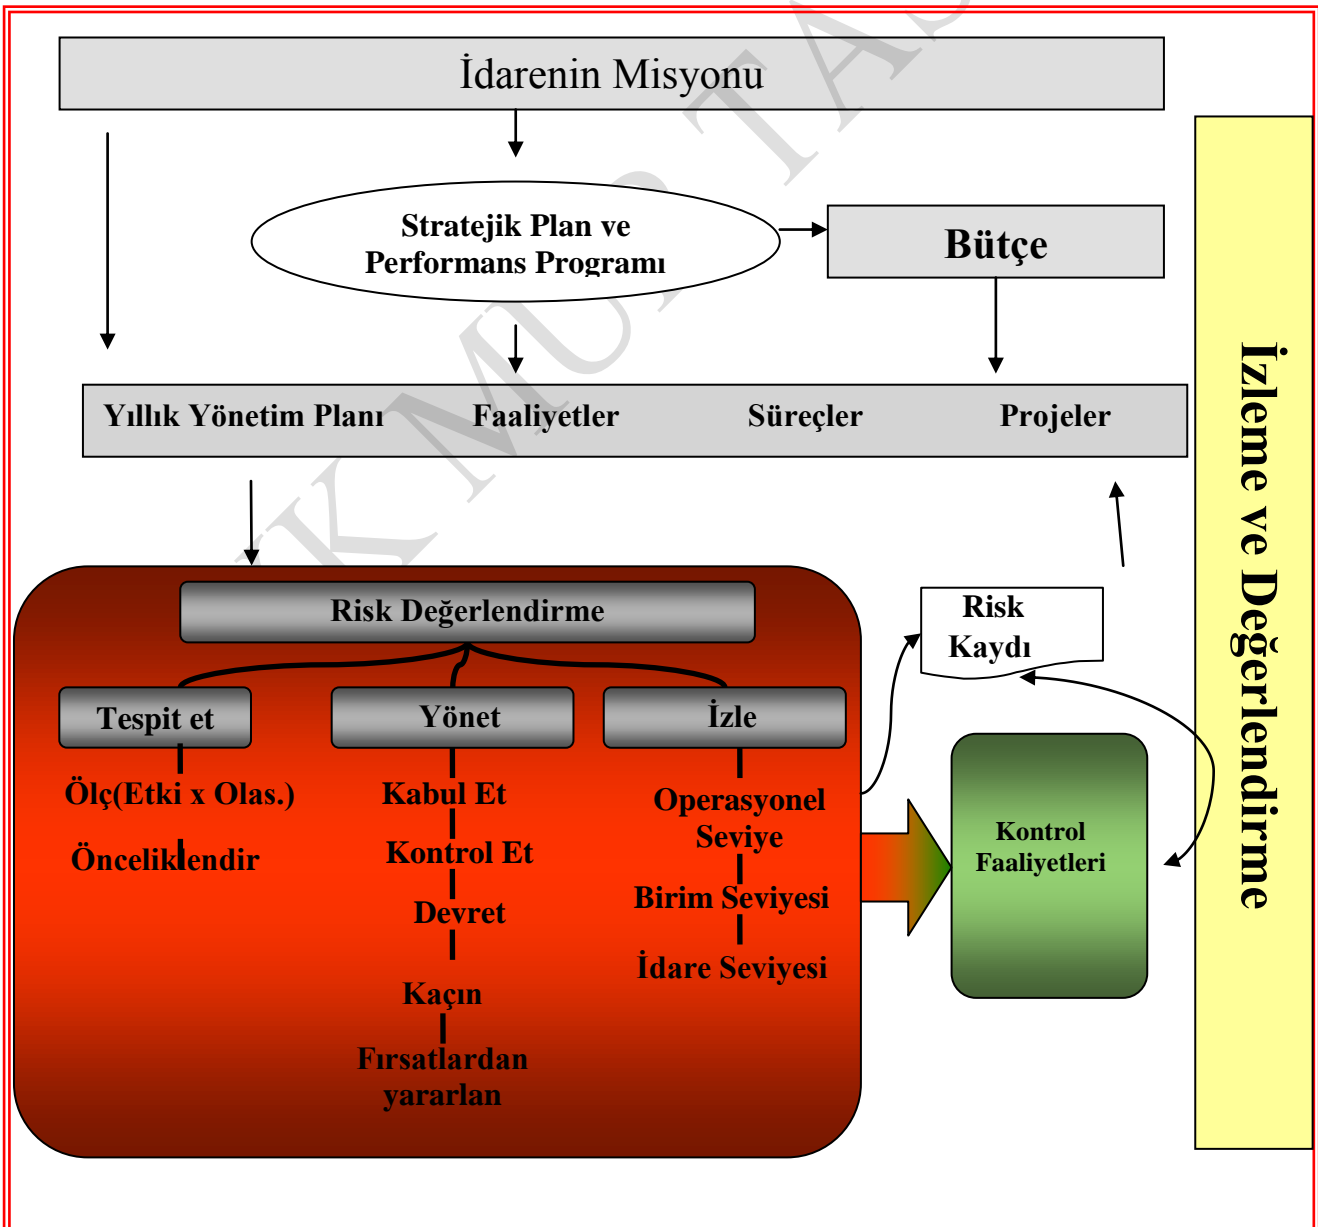 İdarenin Misyonu
Stratejik Plan ve
Performans Programı
Bütçe
Yıllık Yönetim Planı Faaliyetler Süreçler Projeler
Risk Değerlendirme
Tespit et
Ölç(Etki x Olas.)
Önceliklendir
Yönet
Kabul Et
Kontrol Et
Devret
Kaçın
Fırsatlardan
yararlan
İzle
Operasyonel
Seviye
Birim Seviyesi
İdare Seviyesi
Risk
Kaydı
Kontrol
Faaliyetleri
İzleme ve Değerlendirme